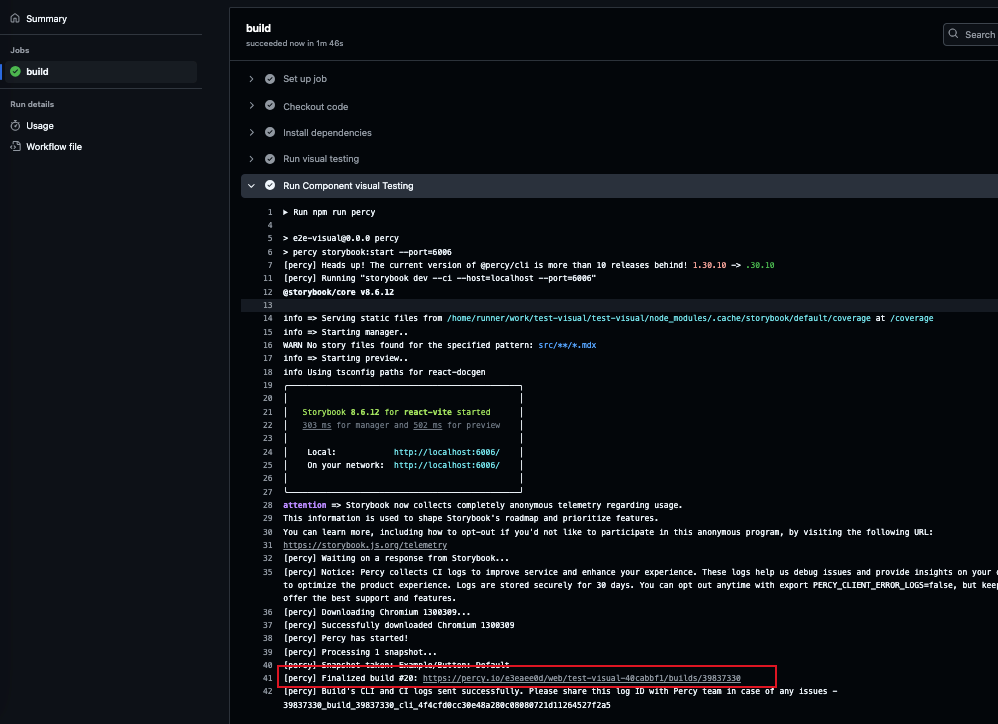 Summary
Jobs
build
Run details
Usage
Workflow file
build
succeeded now in 1m 46s
Search
Set up job
Checkout code
Install dependencies
Run visual testing
Run Component visual Testing
1 ▶ Run npm run percy
4
5 > e2e-visual@0.0.0 percy
6 > percy storybook:start --port=6006
7 [percy] Heads up! The current version of @percy/cli is more than 10 releases behind! 1.30.10 -> .30.10
11 [percy] Running "storybook dev --ci --host=localhost --port=6006"
12 @storybook/core v8.6.12
13
14 info => Serving static files from /home/runner/work/test-visual/test-visual/node_modules/.cache/storybook/default/coverage at /coverage
15 info => Starting manager..
16 WARN No story files found for the specified pattern: src/**/*.mdx
17 info => Starting preview..
18 info Using tsconfig paths for react-docgen
19
20
21 Storybook 8.6.12 for react-vite started
22 303 ms for manager and 502 ms for preview
23
24 Local: http://localhost:6006/
25 On your network: http://localhost:6006/
26
27
28 attention => Storybook now collects completely anonymous telemetry regarding usage.
29 This information is used to shape Storybook's roadmap and prioritize features.
30 You can learn more, including how to opt-out if you'd not like to participate in this anonymous program, by visiting the following URL:
31 https://storybook.js.org/telemetry
32 [percy] Waiting on a response from Storybook...
35 [percy] Notice: Percy collects CI logs to improve service and enhance your experience. These logs help us debug issues and provide insights on your
to optimize the product experience. Logs are stored securely for 30 days. You can opt out anytime with export PERCY_CLIENT_ERROR_LOGS=false, but keep
offer the best support and features.
36 [percy] Downloading Chromium 1300309...
37 [percy] Successfully downloaded Chromium 1300309
38 [percy] Percy has started!
39 [percy] Processing 1 snapshot...
40 [percy] Snapshot taken: Example/Button: Default
41 [percy] Finalized build #20: https://percy.io/e3eaee0d/web/test-visual-40cabbf1/builds/39837330
42 [percy] Build's CLI and CI logs sent successfully. Please share this log ID with Percy team in case of any issues -
39837330_build_39837330_cli_4f4cfd0cc30e48a280c08080721d11264527f2a5